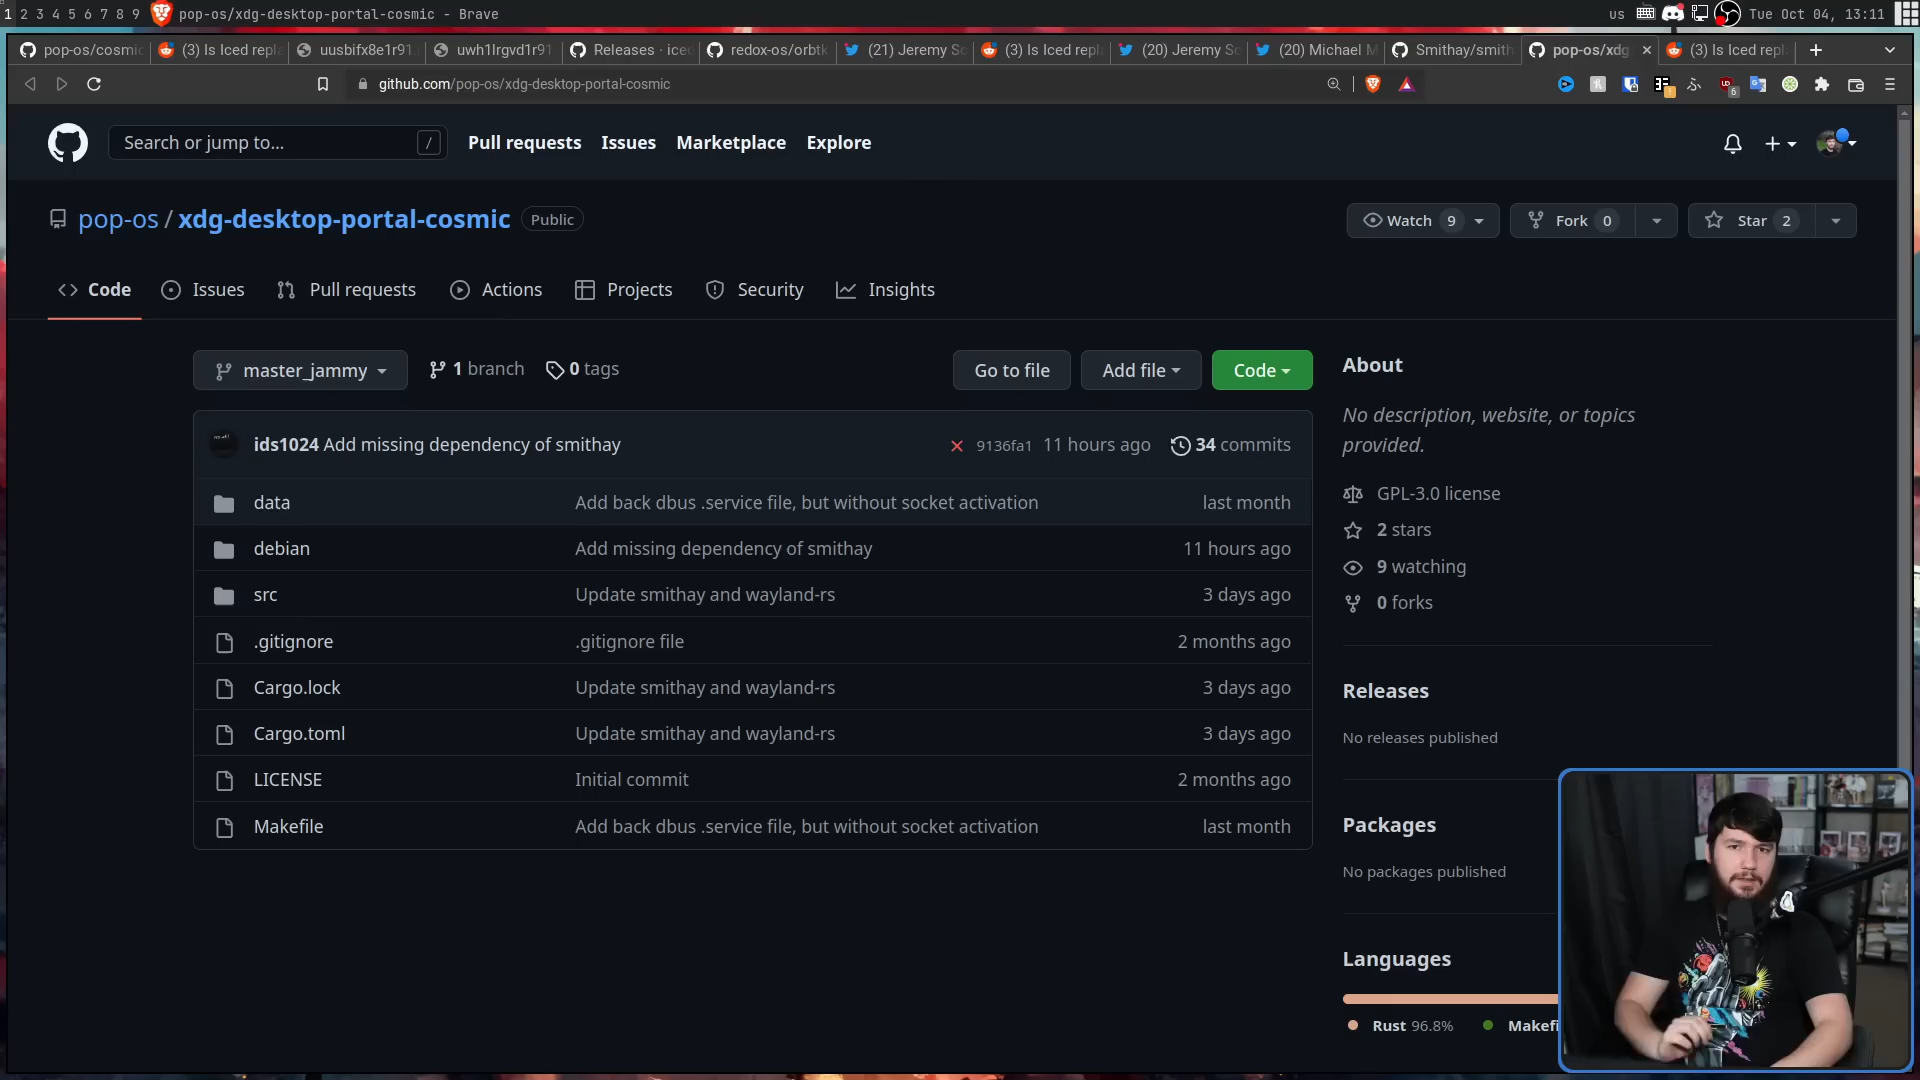 1 2 3 4 5 6 7 8 9 pop-os/xdg-desktop-portal-cosmic - Brave us Tue Oct 04, 13:11
pop-os/cosmic (3) Is Iced repla uusbifx8e1r91. uwh1lrgvd1r91 Releases · iced redox-os/orbtk (21) Jeremy So (3) Is Iced repla (20) Jeremy So (20) Michael M Smithay/smith pop-os/xdg- (3) Is Iced repla
github.com/pop-os/xdg-desktop-portal-cosmic
Search or jump to... / Pull requests Issues Marketplace Explore
pop-os / xdg-desktop-portal-cosmic Public Watch 9 Fork 0 Star 2
Code Issues Pull requests Actions Projects Security Insights
master_jammy 1 branch 0 tags Go to file Add file Code
ids1024 Add missing dependency of smithay 9136fa1 11 hours ago 34 commits
data Add back dbus .service file, but without socket activation last month
debian Add missing dependency of smithay 11 hours ago
src Update smithay and wayland-rs 3 days ago
.gitignore .gitignore file 2 months ago
Cargo.lock Update smithay and wayland-rs 3 days ago
Cargo.toml Update smithay and wayland-rs 3 days ago
LICENSE Initial commit 2 months ago
Makefile Add back dbus .service file, but without socket activation last month
About
No description, website, or topics
provided.
GPL-3.0 license
2 stars
9 watching
0 forks
Releases
No releases published
Packages
No packages published
Languages
Rust 96.8% Makefi